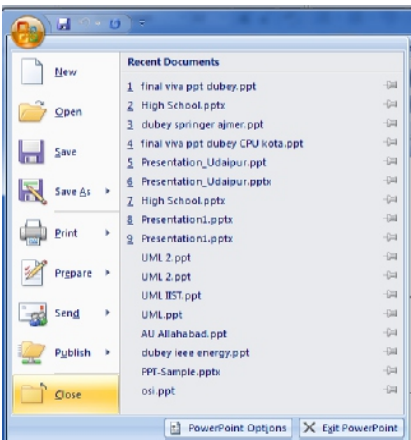 New
Open
Save
Save As
Print
Prepare
Send
Publish
Close
Recent Documents
1 final viva ppt dubey.ppt
2 High School.pptx
3 dubey springer ajmer.ppt
4 final viva ppt dubey CPU kota.ppt
5 Presentation_Udaipur.ppt
6 Presentation_Udaipur.pptx
7 High School.pptx
8 Presentation1.pptx
9 Presentation1.pptx
UML 2.ppt
UML 2.ppt
UML IIST.ppt
UML.ppt
AU Allahabad.ppt
dubey ieee energy.ppt
PPT-Sample.pptx
osi.ppt
PowerPoint Options
Exit PowerPoint